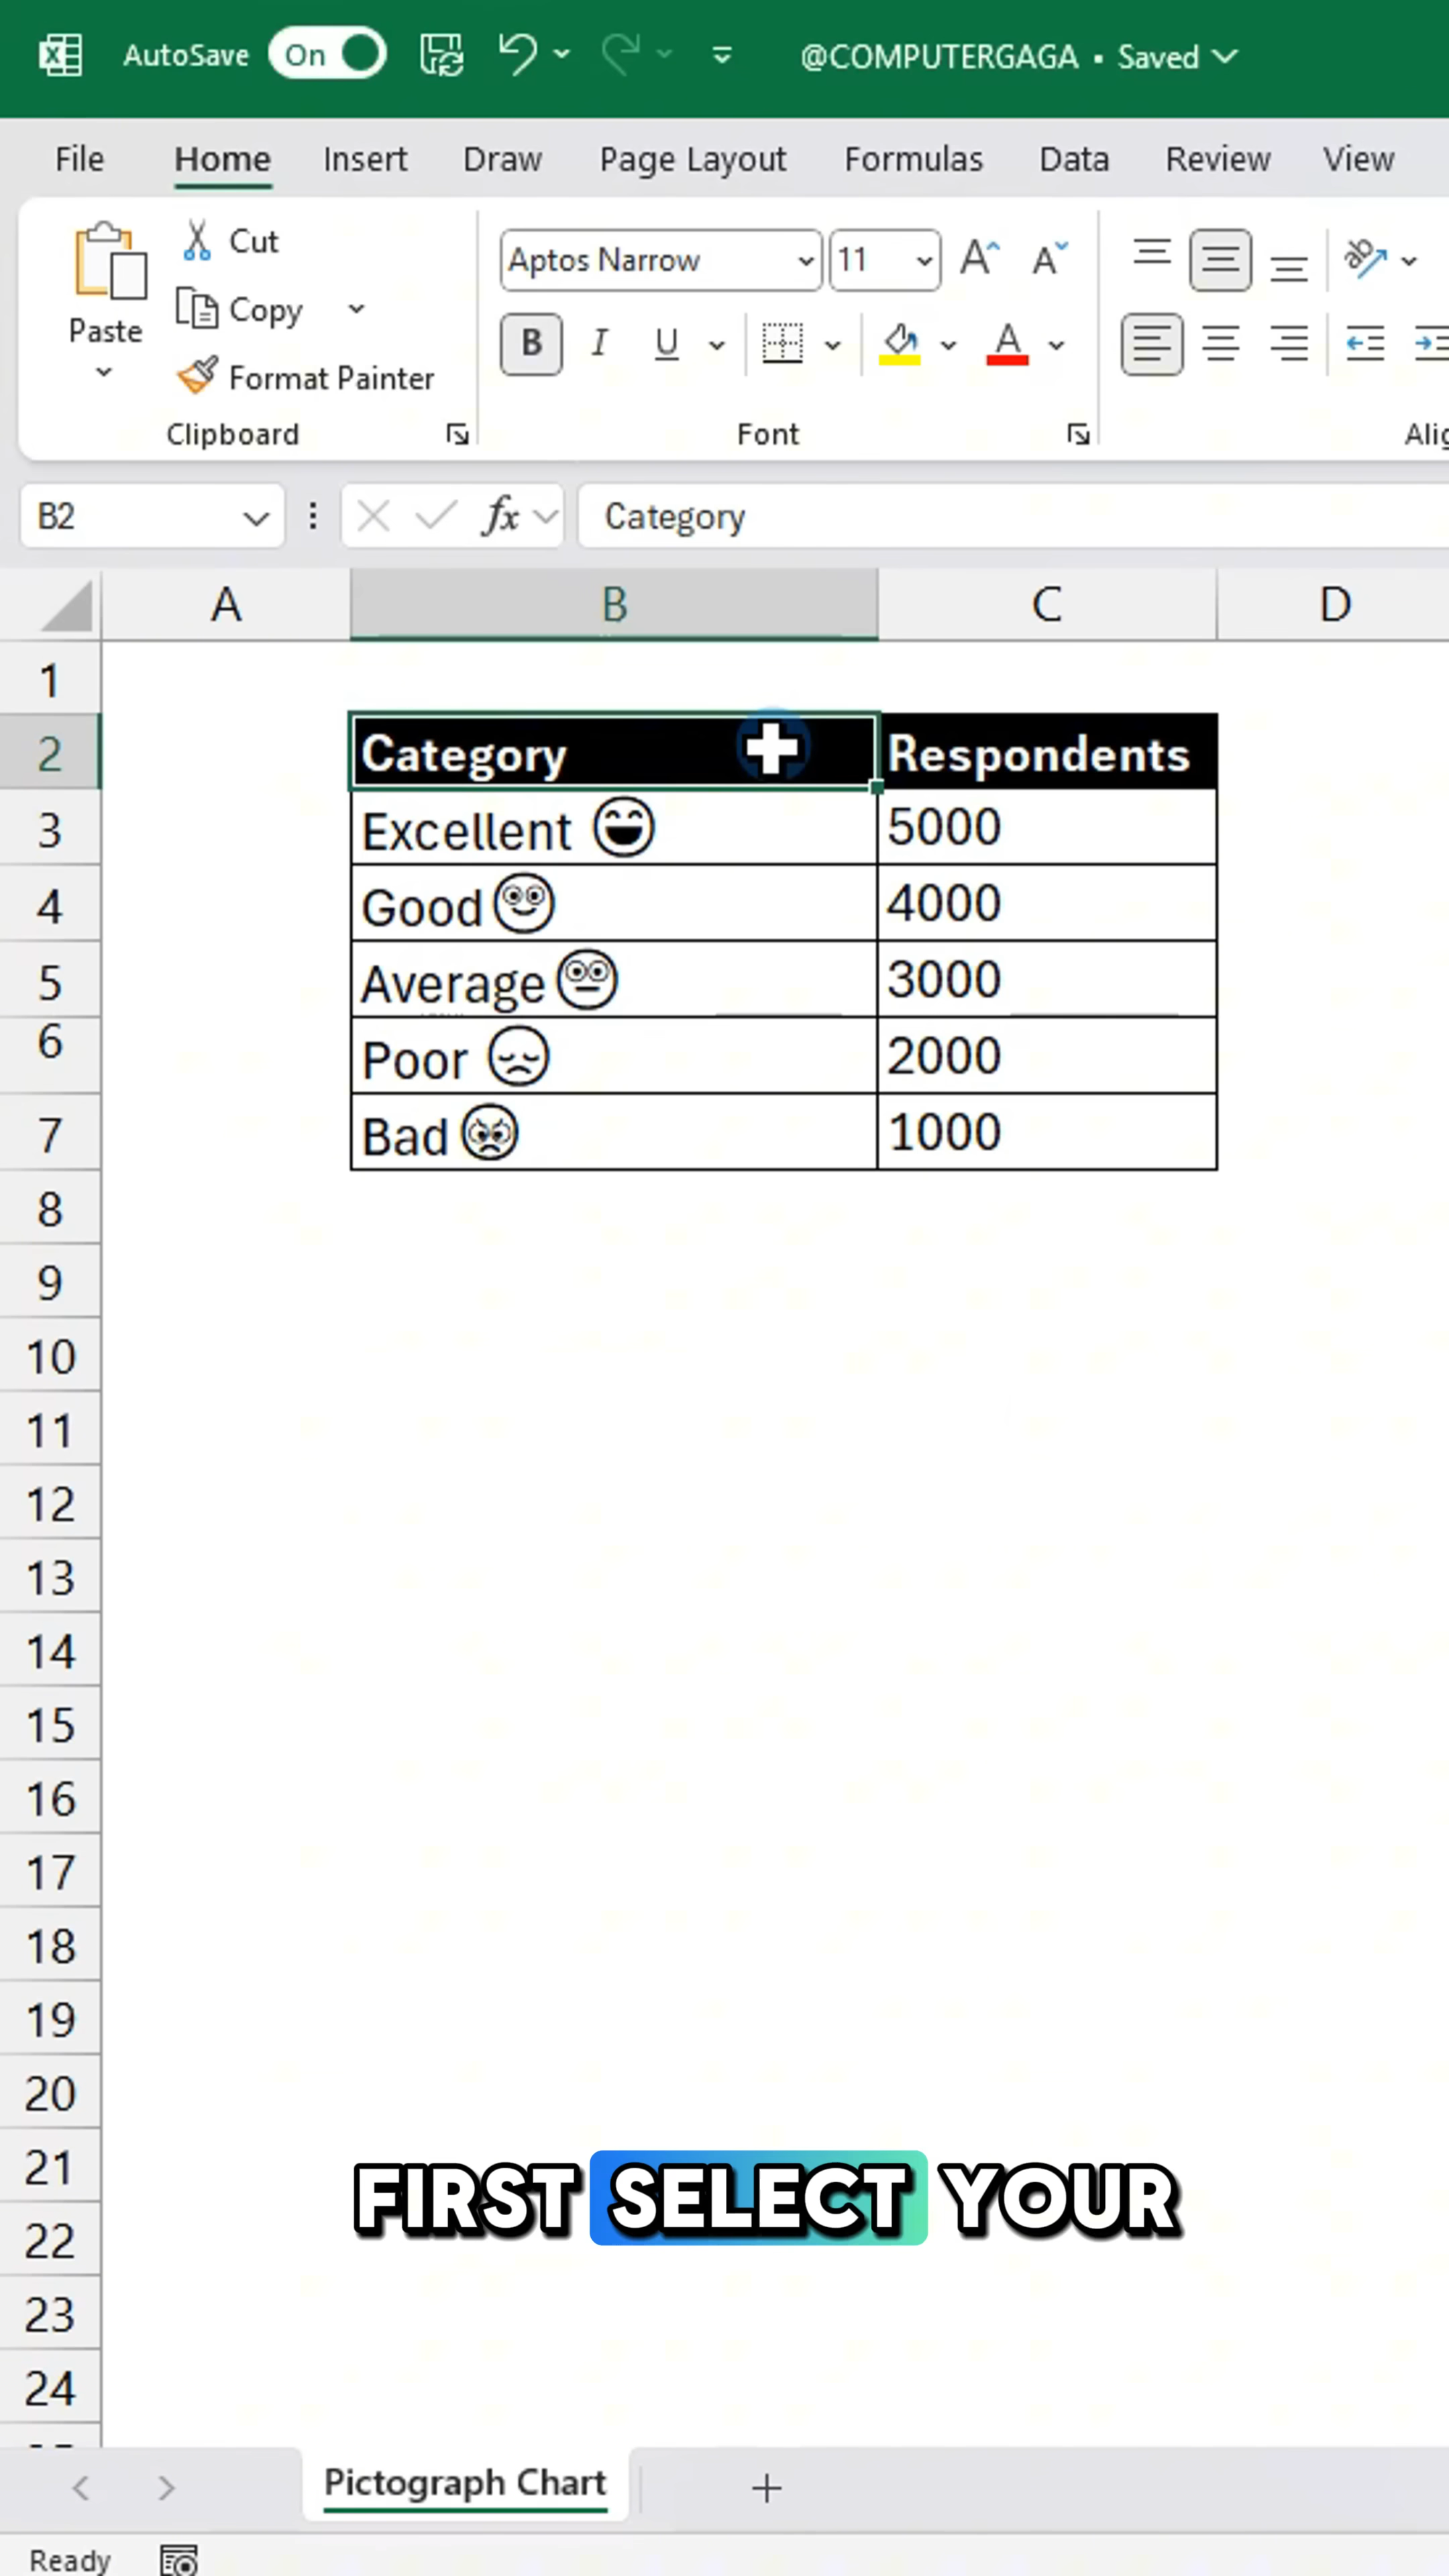 AutoSave On @COMPUTERGAGA • Saved
File Home Insert Draw Page Layout Formulas Data Review View
Paste
Cut
Copy
Format Painter
Clipboard
Aptos Narrow 11
B I U A
Font
B2 fx Category
A B C D
1
2 Category Respondents
3 Excellent 😄 5000
4 Good 4000
5 Average 3000
6 Poor 2000
7 Bad 1000
8
9
10
11
12
13
14
15
16
17
18
19
20
21
FIRST SELECT YOUR
22
23
24
Pictograph Chart
Ready